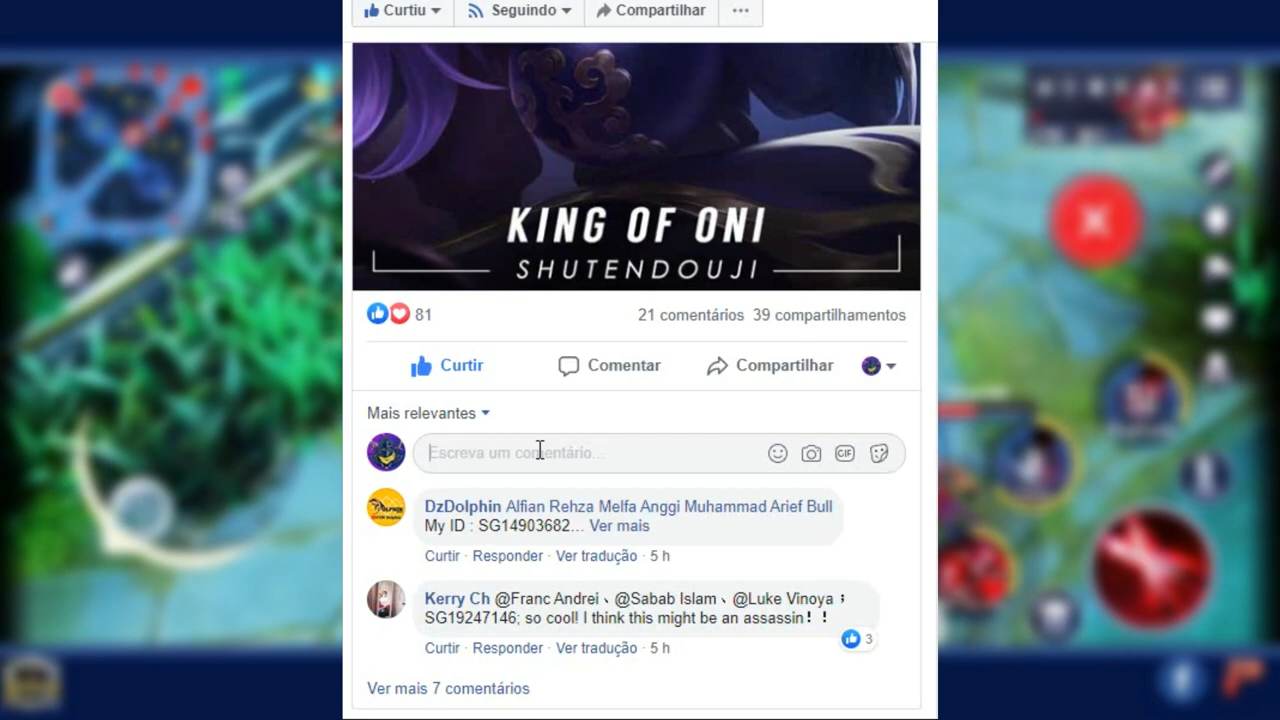 Curtiu Seguindo Compartilhar ...
KING OF ONI
SHUTENDOUJI
81 21 comentários 39 compartilhamentos
Curtir Comentar Compartilhar
Mais relevantes
Escreva um comentário... GIF
DzDolphin Alfian Rehza Melfa Anggi Muhammad Arief Bull
My ID : SG14903682... Ver mais
Curtir · Responder · Ver tradução · 5 h
Kerry Ch @Franc Andrei、@Sabab Islam、@Luke Vinoya；
SG19247146; so cool! I think this might be an assassin！！
3
Curtir · Responder · Ver tradução · 5 h
Ver mais 7 comentários